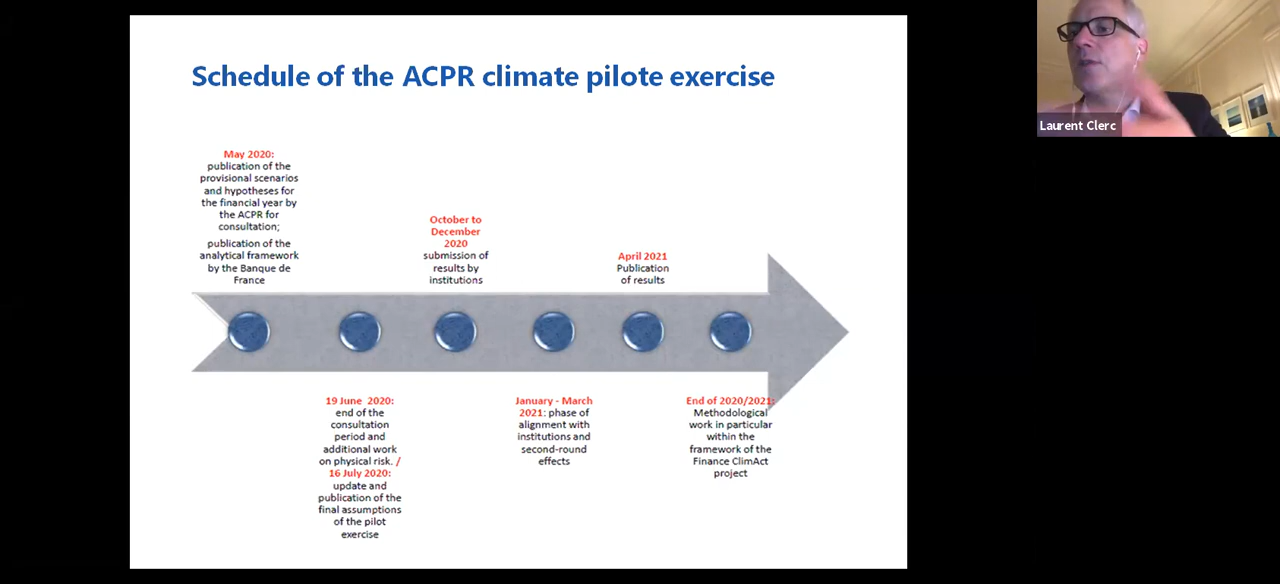 Schedule of the ACPR climate pilote exercise
Laurent Clerc
May 2020:
publication of the
provisional scenarios
and hypotheses for
the financial year by
the ACPR for
consultation;
publication of the
analytical framework
by the Banque de
France
October to
December
2020
submission of
results by
institutions
April 2021
Publication
of results
19 June 2020:
end of the
consultation
period and
additional work
on physical risk. /
16 July 2020:
update and
publication of the
final assumptions
of the pilot
exercise
January - March
2021: phase of
alignment with
institutions and
second-round
effects
End of 2020/2021:
Methodological
work in particular
within the
framework of the
Finance ClimAct
project